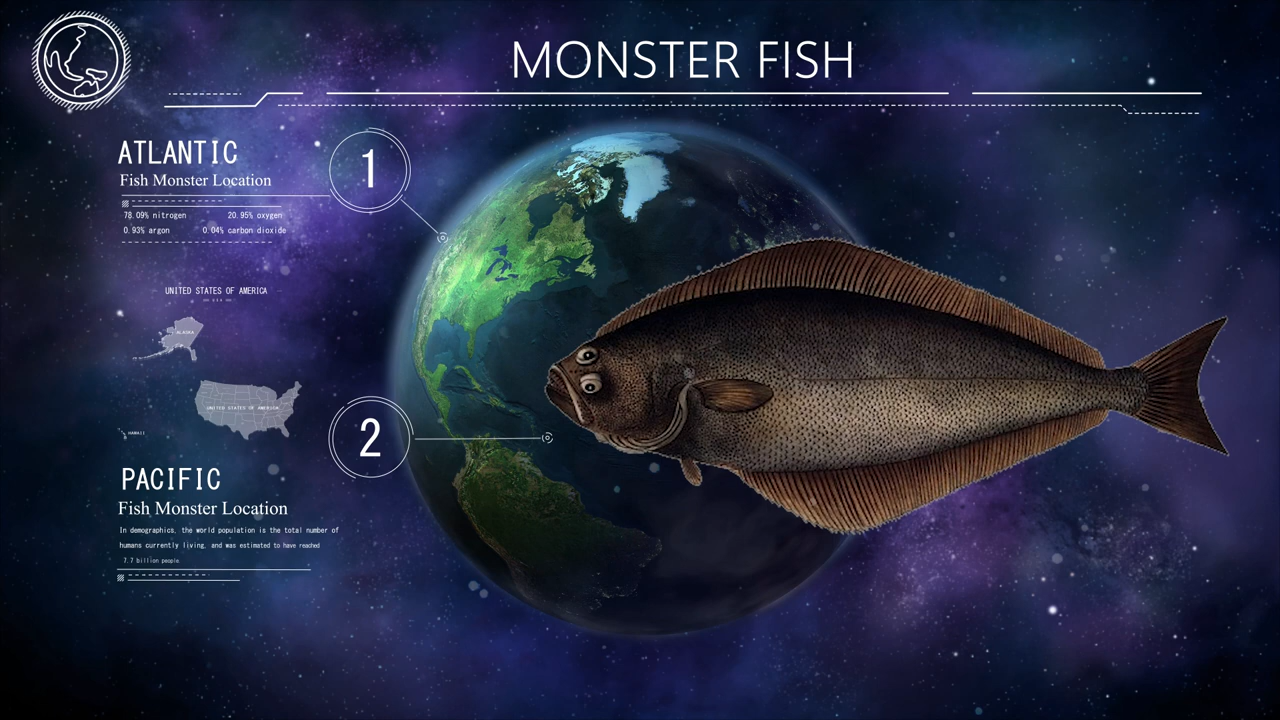 MONSTER FISH
ATLANTIC
Fish Monster Location
1
78.09% nitrogen 20.95% oxygen
0.93% argon 0.04% carbon dioxide
UNITED STATES OF AMERICA
ALASKA
UNITED STATES OF AMERICA
HAWAII
2
PACIFIC
Fish Monster Location
In demographics, the world population is the total number of
humans currently living, and was estimated to have reached
7.7 billion people